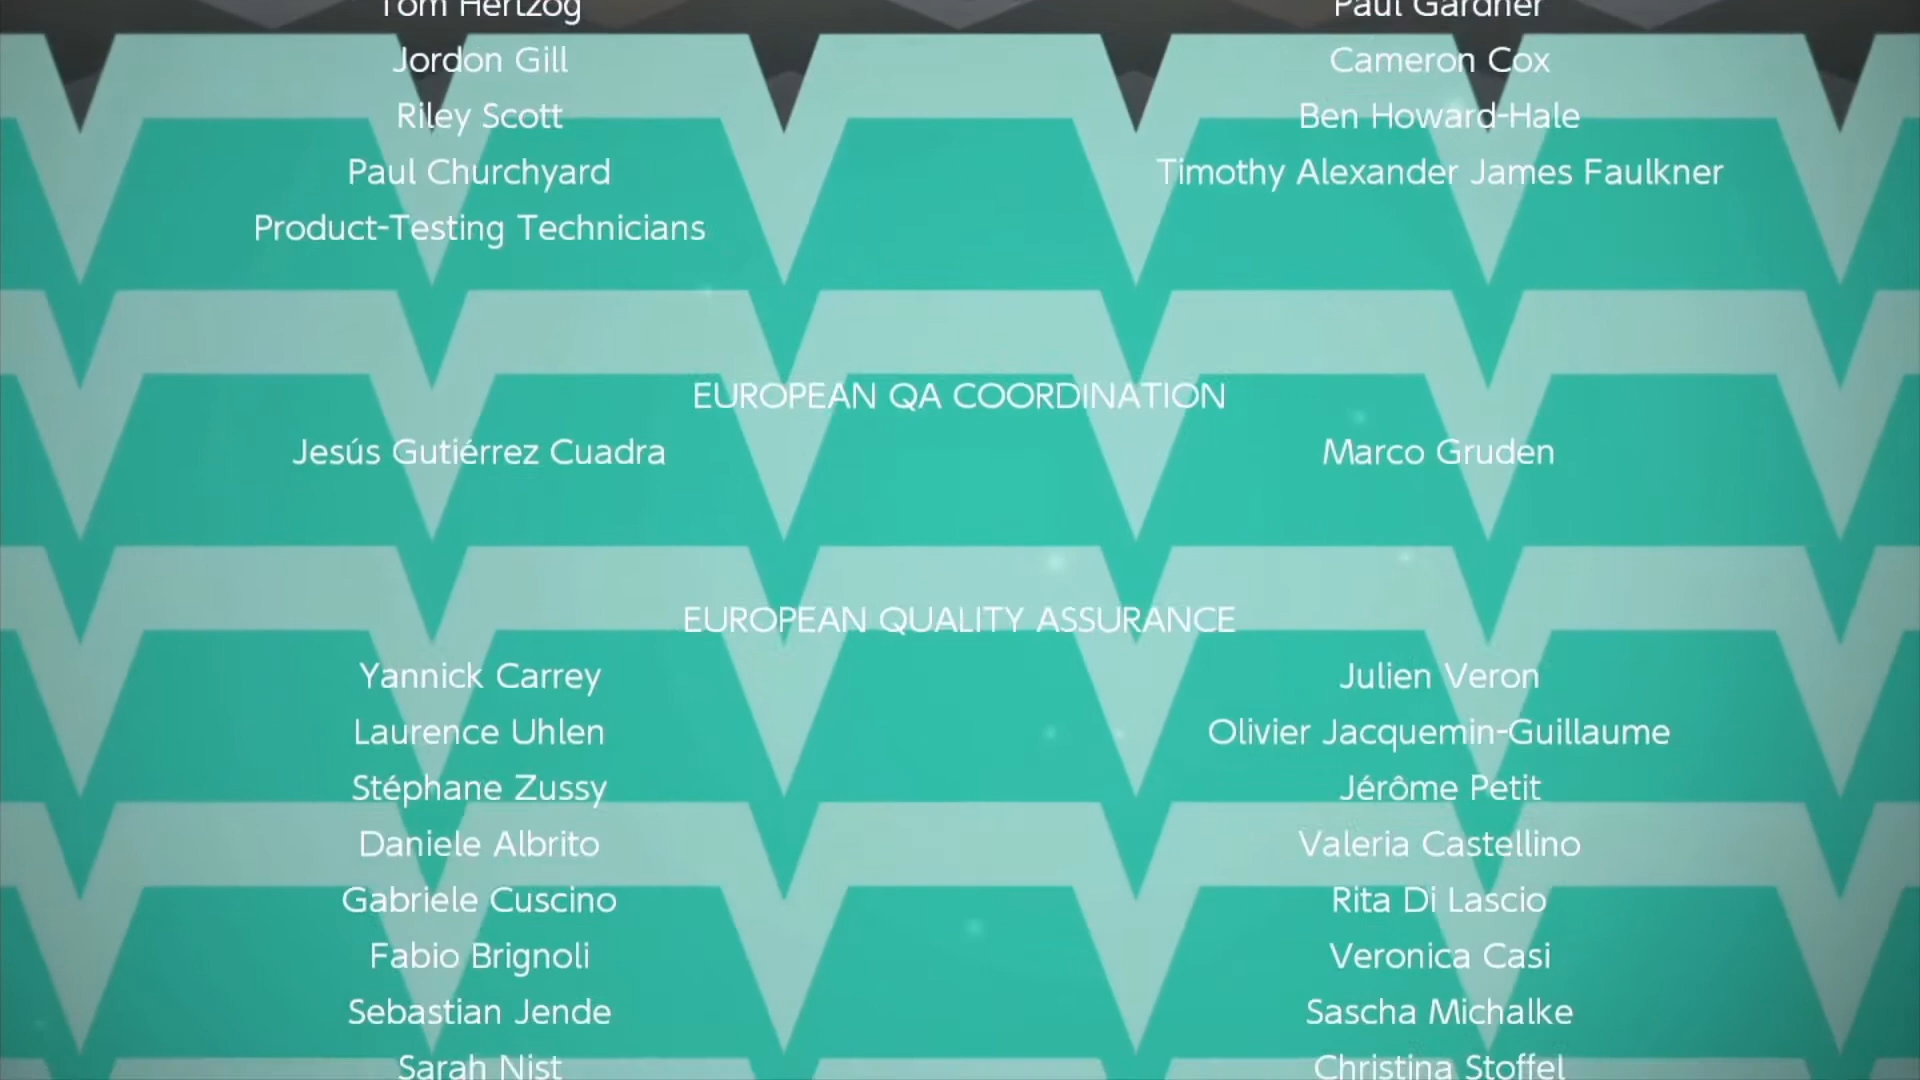 Tom Hertzog Paul Gardner
Jordon Gill Cameron Cox
Riley Scott Ben Howard-Hale
Paul Churchyard Timothy Alexander James Faulkner
Product-Testing Technicians
EUROPEAN QA COORDINATION
Jesús Gutiérrez Cuadra Marco Gruden
EUROPEAN QUALITY ASSURANCE
Yannick Carrey Julien Veron
Laurence Uhlen Olivier Jacquemin-Guillaume
Stéphane Zussy Jérôme Petit
Daniele Albrito Valeria Castellino
Gabriele Cuscino Rita Di Lascio
Fabio Brignoli Veronica Casi
Sebastian Jende Sascha Michalke
Sarah Nist Christina Stoffel